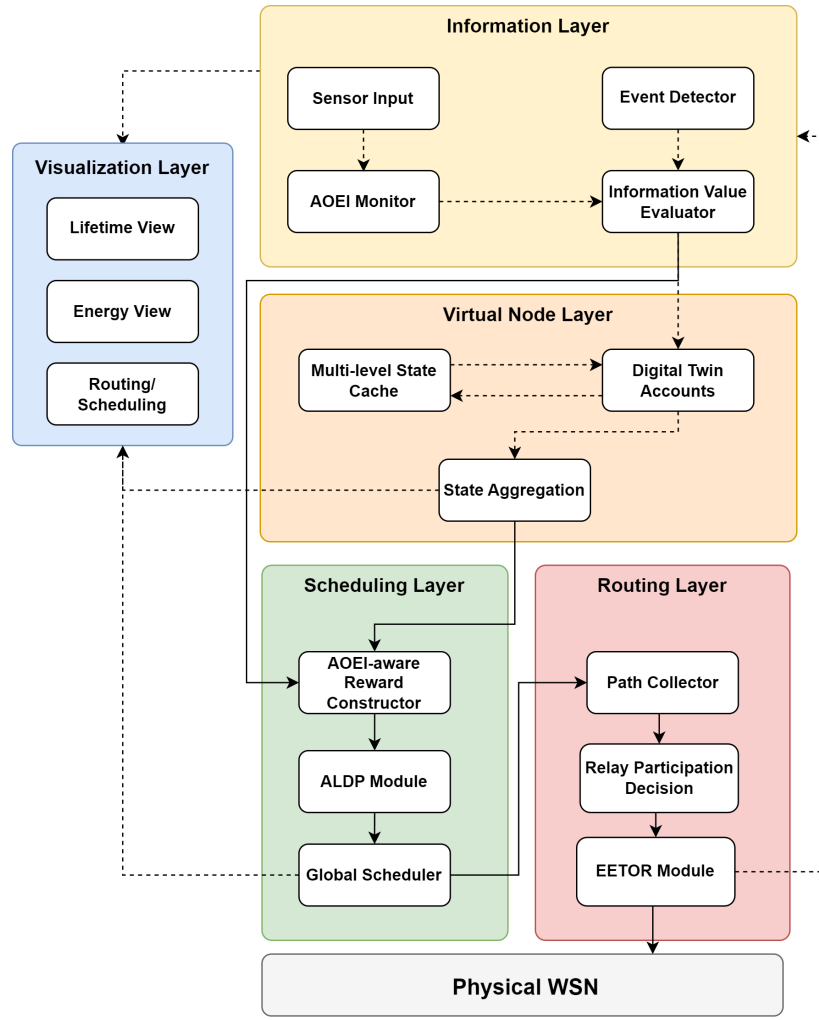 Information Layer
Sensor Input
Event Detector
AOEI Monitor
Information Value
Evaluator
Visualization Layer
Lifetime View
Energy View
Routing/
Scheduling
Virtual Node Layer
Multi-level State
Cache
Digital Twin
Accounts
State Aggregation
Scheduling Layer
AOEI-aware
Reward
Constructor
ALDP Module
Global Scheduler
Routing Layer
Path Collector
Relay Participation
Decision
EETOR Module
Physical WSN